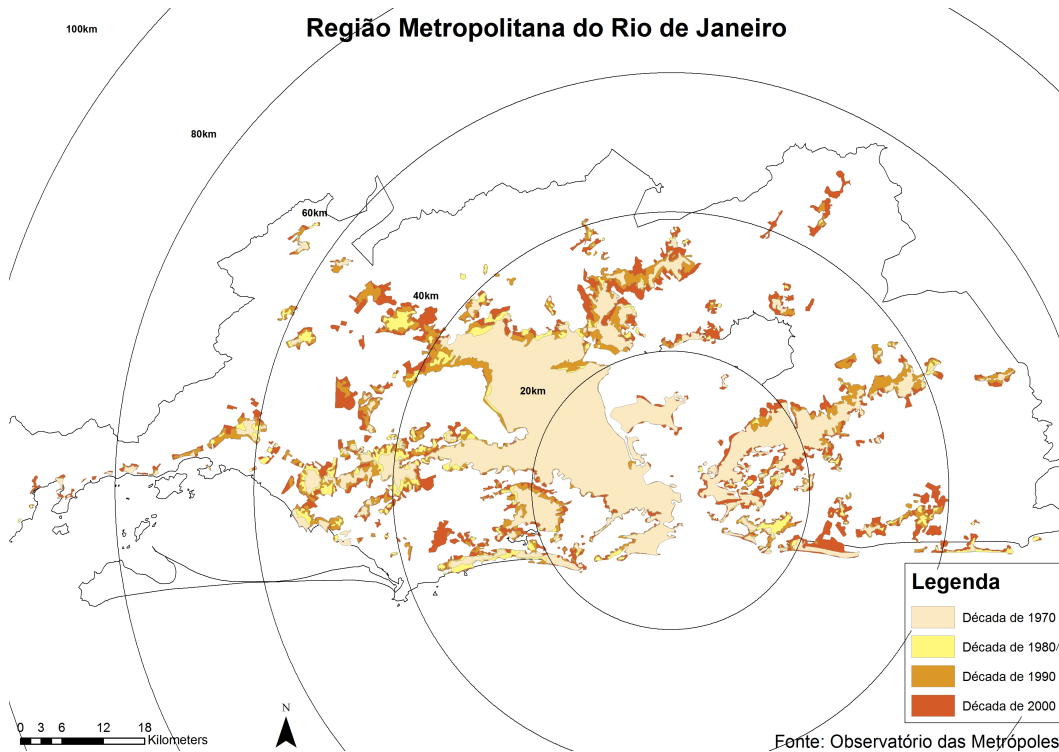 Região Metropolitana do Rio de Janeiro
100km
80km
60km
40km
20km
Legenda
Década de 1970
Década de 1980/
Década de 1990
Década de 2000
N
0 3 6 12 18
Kilometers
Fonte: Observatório das Metrópoles